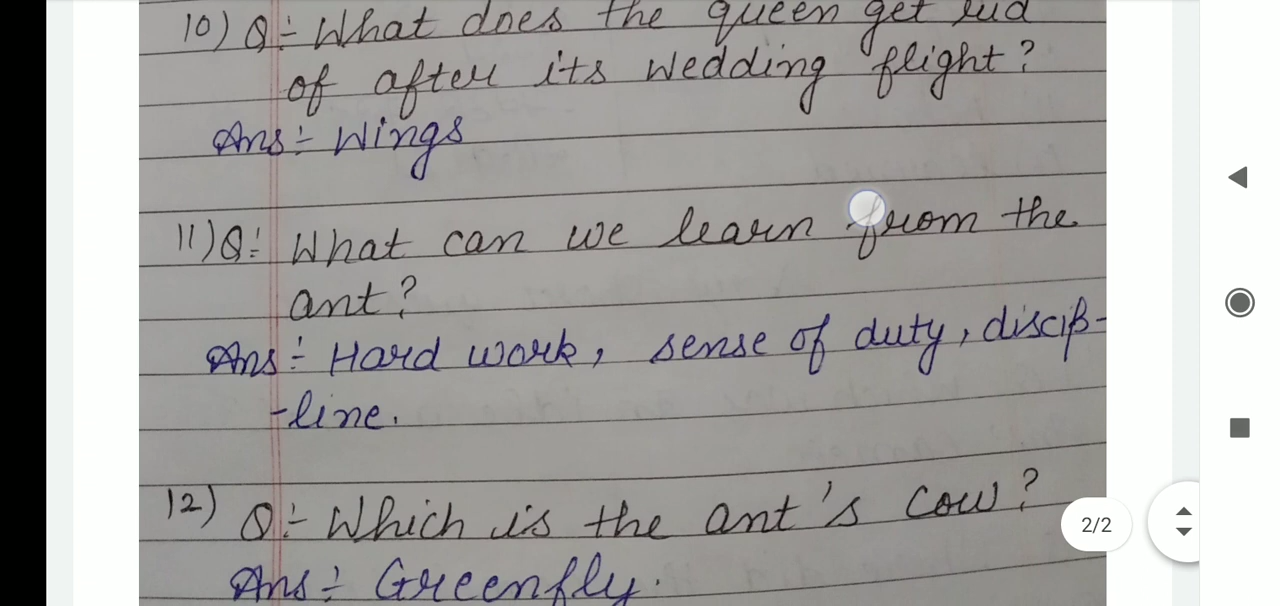 10) Q:- What does the queen get rid
of after its wedding flight?
Ans:- Wings
11) Q:- What can we learn from the
ant?
Ans:- Hard work, sense of duty, discip-
-line.
12) Q:- Which is the ant's cow?
Ans:- Greenfly.
2/2